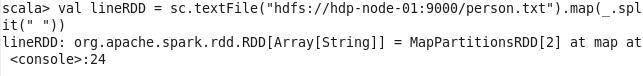 scala> val lineRDD = sc.textFile("hdfs://hdp-node-01:9000/person.txt").map(_.spl
it(" "))
lineRDD: org.apache.spark.rdd.RDD[Array[String]] = MapPartitionsRDD[2] at map at
 <console>:24